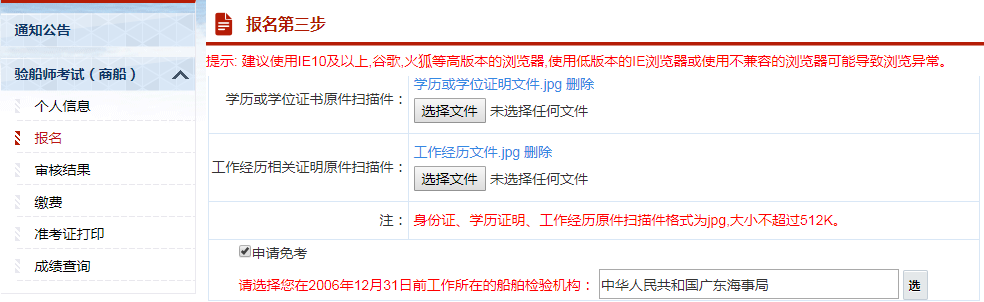 通知公告
验船师考试（商船）
个人信息
报名
审核结果
缴费
准考证打印
成绩查询
报名第三步
提示: 建议使用IE10及以上,谷歌,火狐等高版本的浏览器,使用低版本的IE浏览器或使用不兼容的浏览器可能导致浏览异常。
学历或学位证书原件扫描件：
学历或学位证明文件.jpg 删除
选择文件 未选择任何文件
工作经历相关证明原件扫描件：
工作经历文件.jpg 删除
选择文件 未选择任何文件
注： 身份证、学历证明、工作经历原件扫描件格式为jpg,大小不超过512K。
申请免考
请选择您在2006年12月31日前工作所在的船舶检验机构： 中华人民共和国广东海事局 选